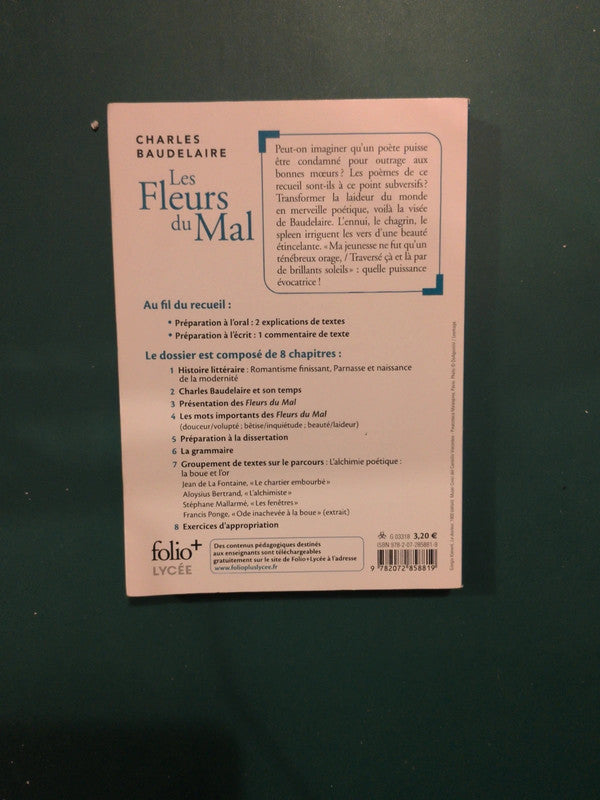 CHARLES
BAUDELAIRE
Les
Fleurs
du Mal
Peut-on imaginer qu'un poète puisse
être condamné pour outrage aux
bonnes mœurs ? Les poèmes de ce
recueil sont-ils à ce point subversifs ?
Transformer la laideur du monde
en merveille poétique, voilà la visée
de Baudelaire. L'ennui, le chagrin, le
spleen irriguent les vers d'une beauté
étincelante. « Ma jeunesse ne fut qu'un
ténébreux orage, / Traversé çà et là par
de brillants soleils » : quelle puissance
évocatrice !
Au fil du recueil :
• Préparation à l'oral : 2 explications de textes
• Préparation à l'écrit : 1 commentaire de texte
Le dossier est composé de 8 chapitres :
1 Histoire littéraire : Romantisme finissant, Parnasse et naissance
de la modernité
2 Charles Baudelaire et son temps
3 Présentation des Fleurs du Mal
4 Les mots importants des Fleurs du Mal
(douceur/volupté ; bêtise/inquiétude ; beauté/laideur)
5 Préparation à la dissertation
6 La grammaire
7 Groupement de textes sur le parcours : L'alchimie poétique :
la boue et l'or
Jean de La Fontaine, « Le chartier embourbé »
Aloysius Bertrand, « L'alchimiste »
Stéphane Mallarmé, « Les fenêtres »
Francis Ponge, « Ode inachevée à la boue » (extrait)
8 Exercices d'appropriation
folio+
LYCÉE
Des contenus pédagogiques destinés
aux enseignants sont téléchargeables
gratuitement sur le site de Folio+Lycée à l'adresse
www.foliopluslycee.fr
G 03318 3,20 €
ISBN 978-2-07-285881-9
9 782072 858819